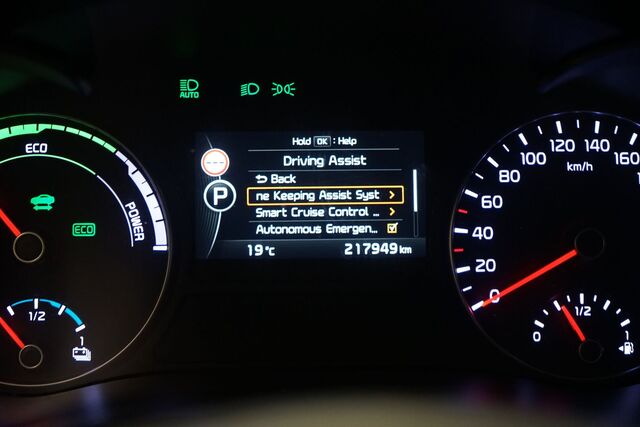 AUTO
Hold OK : Help
Driving Assist
Back
ne Keeping Assist Syst
Smart Cruise Control ...
Autonomous Emergen...
P
19°C
217949 km
ECO
POWER
ECO
1/2
1
0
20
40
60
80
100
120
140
160
km/h
0
1/2
1